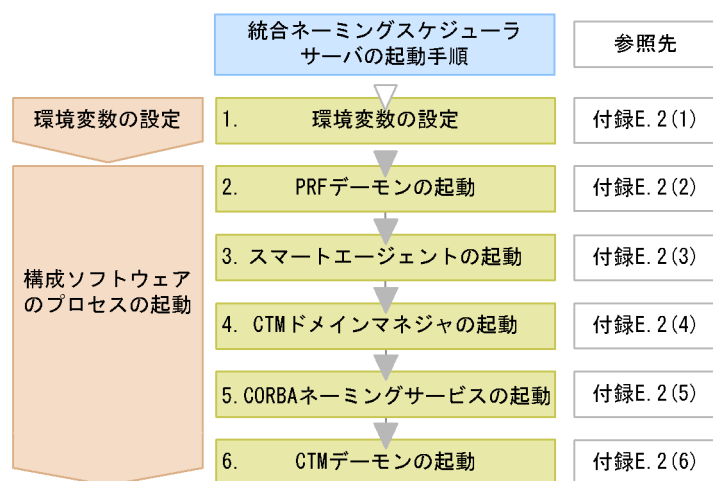 統合ネーミングスケジューラ
サーバの起動手順
参照先
環境変数の設定
1. 環境変数の設定
付録E.2(1)
構成ソフトウェア
のプロセスの起動
2. PRFデーモンの起動
付録E.2(2)
3. スマートエージェントの起動
付録E.2(3)
4. CTMドメインマネジャの起動
付録E.2(4)
5. CORBAネーミングサービスの起動
付録E.2(5)
6. CTMデーモンの起動
付録E.2(6)